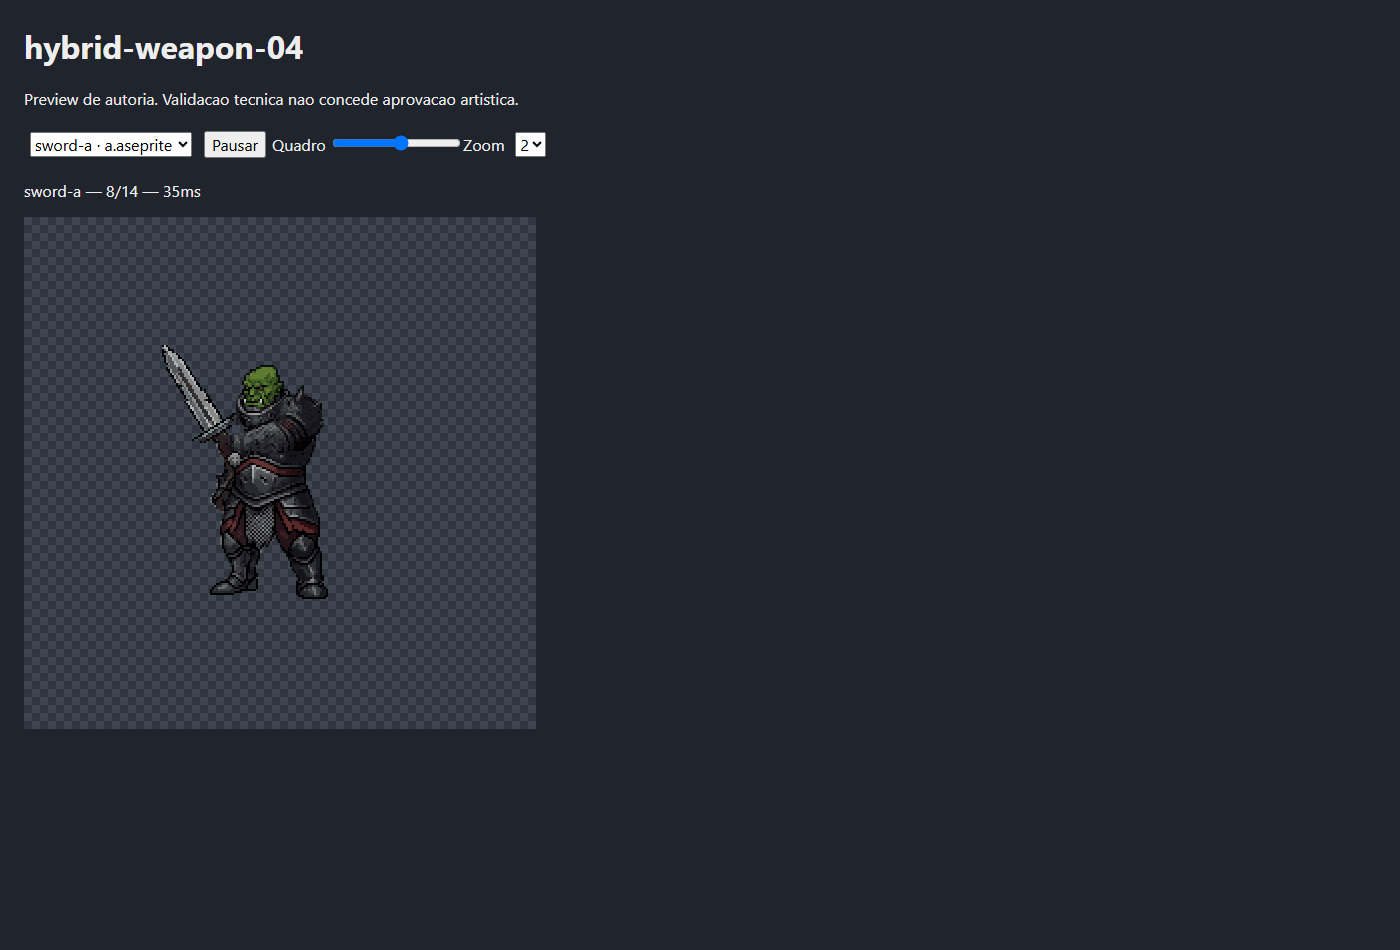 hybrid-weapon-04
Preview de autoria. Validacao tecnica nao concede aprovacao artistica.
sword-a · a.aseprite Pausar Quadro Zoom 2
sword-a — 8/14 — 35ms